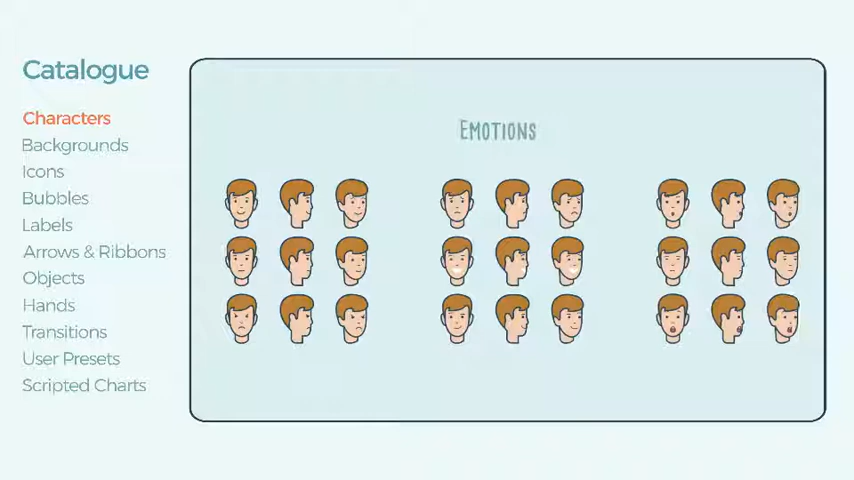 Catalogue
Characters
Backgrounds
Icons
Bubbles
Labels
Arrows & Ribbons
Objects
Hands
Transitions
User Presets
Scripted Charts
EMOTIONS